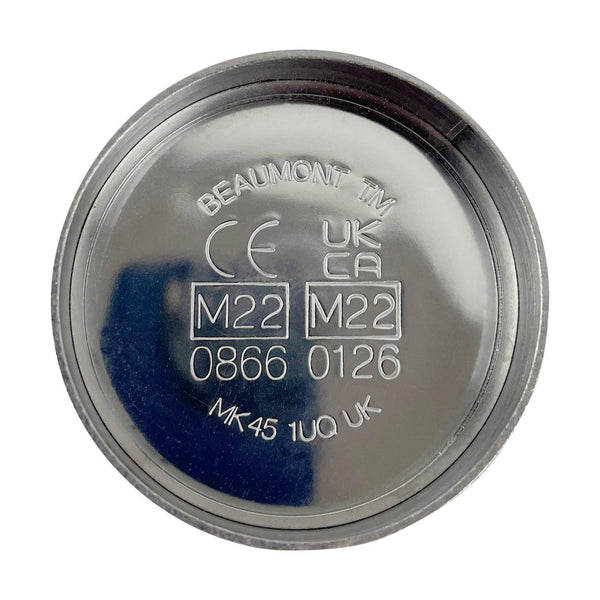 BEAUMONT TM
CE UK
CA
M22 M22
0866 0126
MK45 1UQ UK